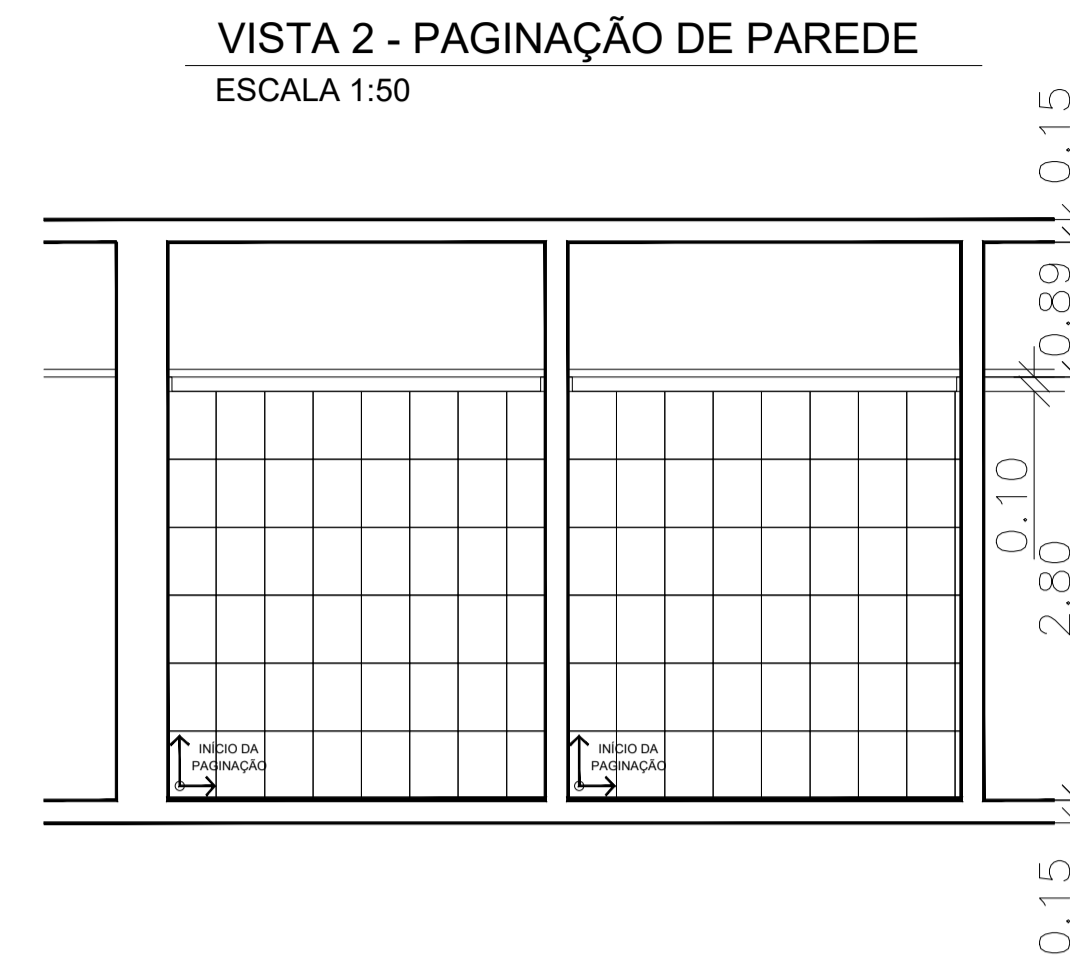 VISTA 2 - PAGINAÇÃO DE PAREDE
ESCALA 1:50
0.15
0.89
0.10
2.80
INÍCIO DA
PAGINAÇÃO
INÍCIO DA
PAGINAÇÃO
0.15